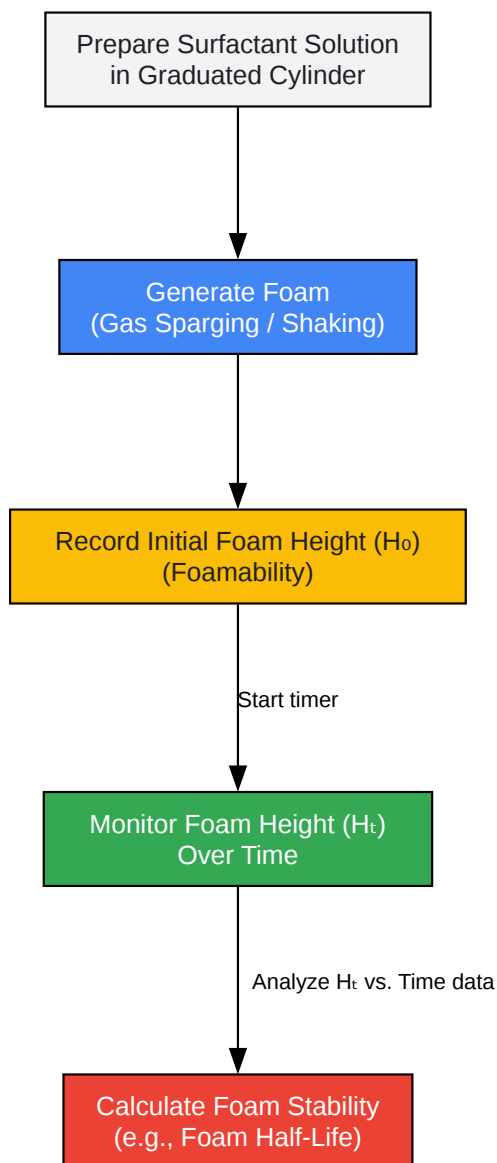 Prepare Surfactant Solution
in Graduated Cylinder
Generate Foam
(Gas Sparging / Shaking)
Record Initial Foam Height (H₀)
(Foamability)
Start timer
Monitor Foam Height (Hₜ)
Over Time
Analyze Hₜ vs. Time data
Calculate Foam Stability
(e.g., Foam Half-Life)